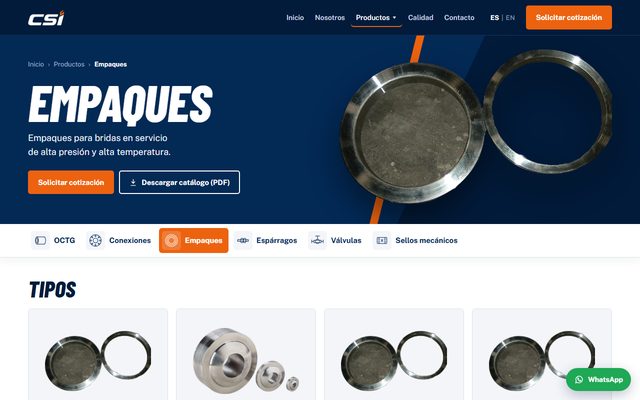 CSI
Inicio Nosotros Productos Calidad Contacto ES | EN Solicitar cotización
Inicio › Productos › Empaques
EMPAQUES
Empaques para bridas en servicio
de alta presión y alta temperatura.
Solicitar cotización Descargar catálogo (PDF)
OCTG Conexiones Empaques Espárragos Válvulas Sellos mecánicos
TIPOS
WhatsApp